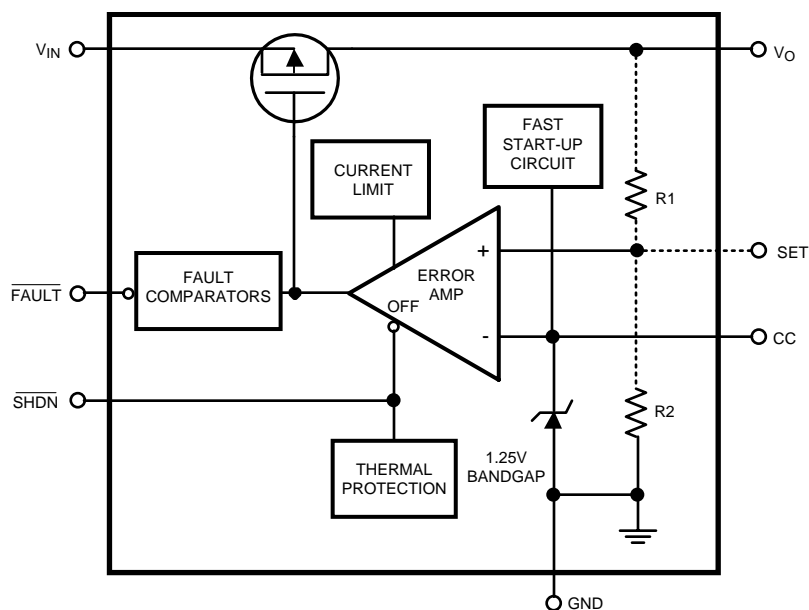 VIN
VO
FAST
START-UP
CIRCUIT
CURRENT
LIMIT
R1
+
SET
FAULT
FAULT
COMPARATORS
ERROR
AMP
OFF
-
CC
SHDN
R2
1.25V
BANDGAP
THERMAL
PROTECTION
GND